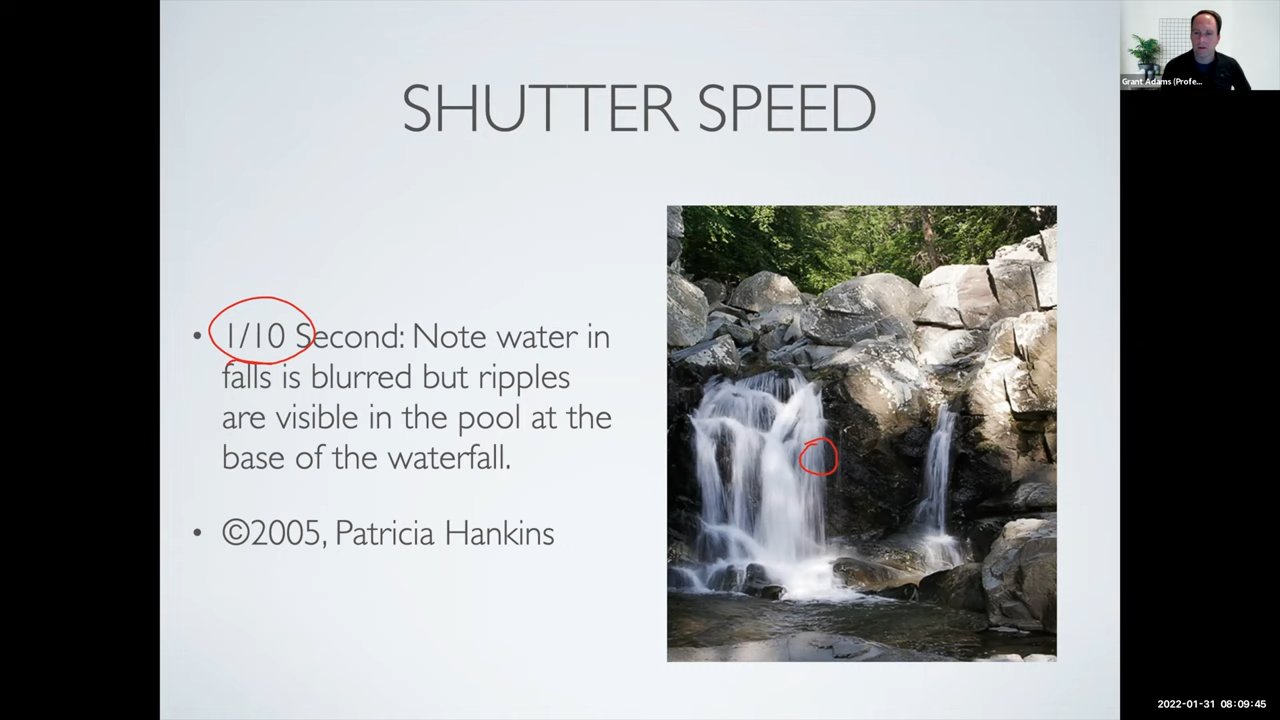 SHUTTER SPEED
Grant Adams (Profe...
• 1/10 Second: Note water in
falls is blurred but ripples
are visible in the pool at the
base of the waterfall.
• ©2005, Patricia Hankins
2022-01-31 08:09:45